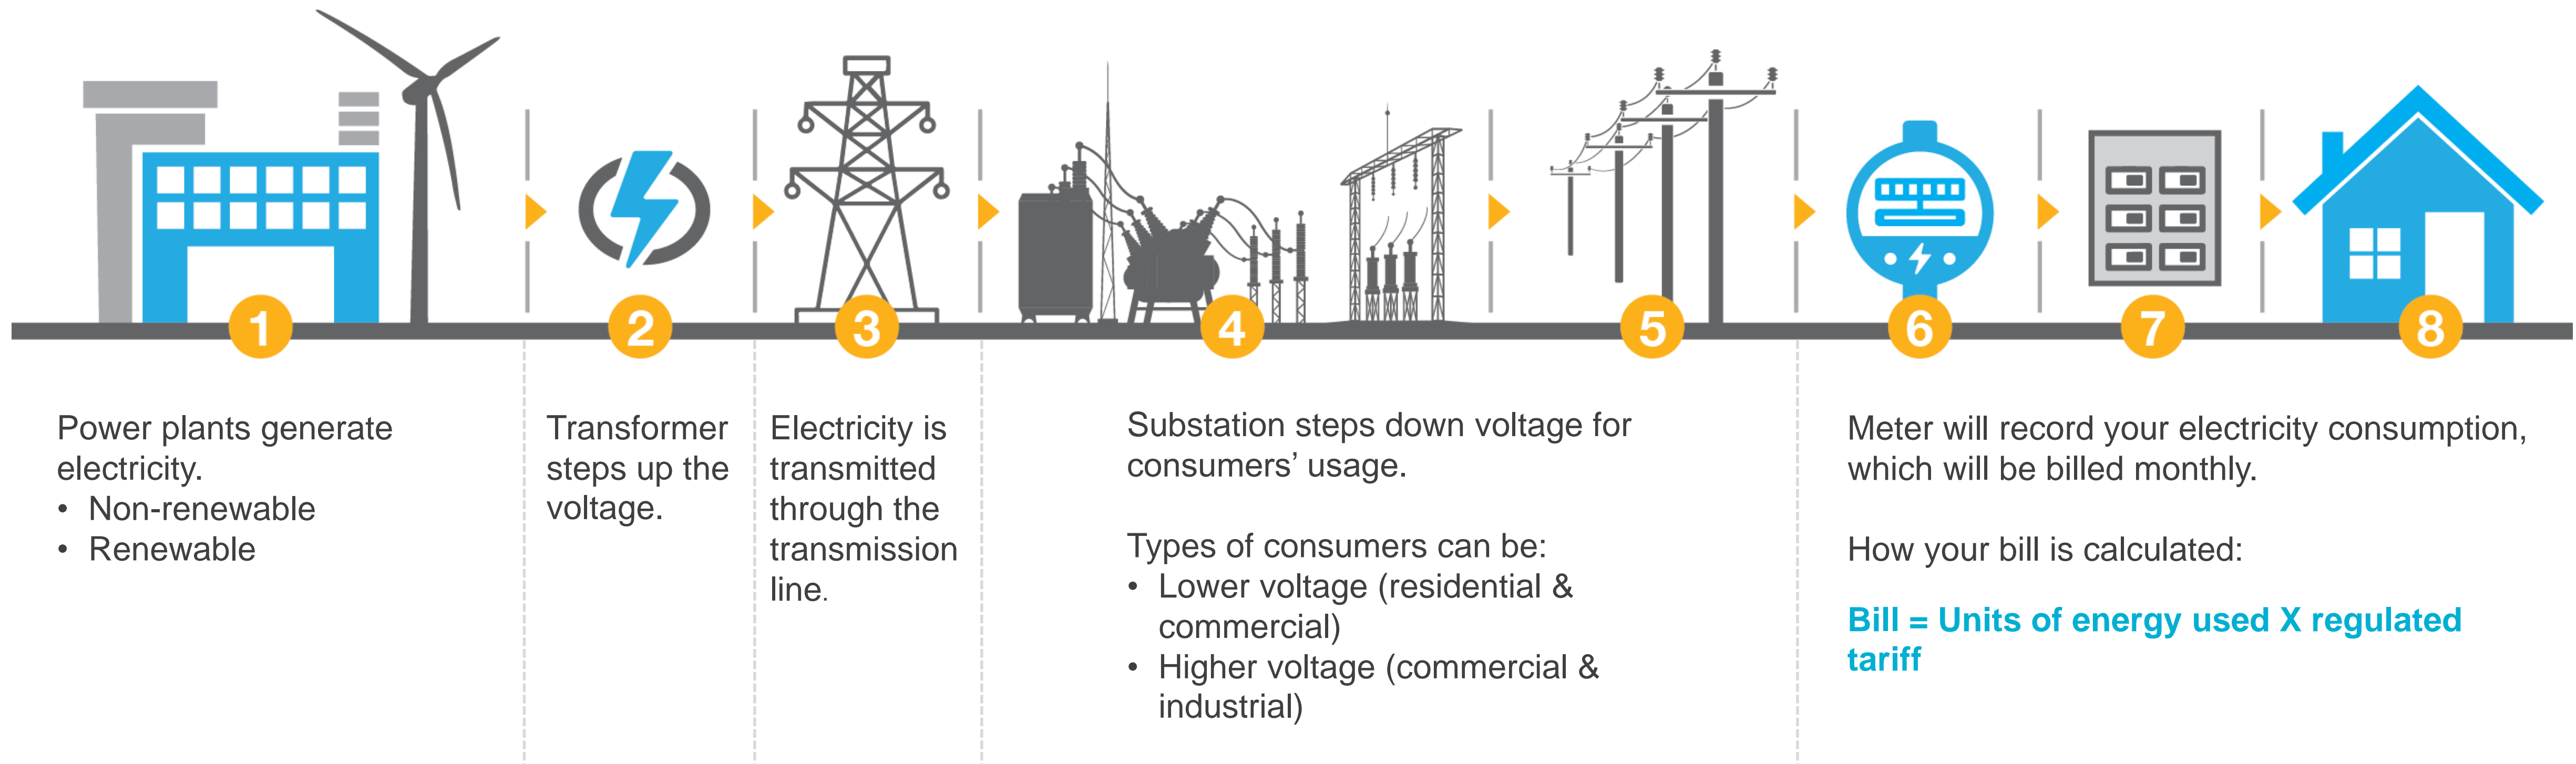 1
2
3
4
5
6
7
8
Power plants generate
electricity.
• Non-renewable
• Renewable
Transformer
steps up the
voltage.
Electricity is
transmitted
through the
transmission
line.
Substation steps down voltage for
consumers’ usage.
Types of consumers can be:
• Lower voltage (residential &
commercial)
• Higher voltage (commercial &
industrial)
Meter will record your electricity consumption,
which will be billed monthly.
How your bill is calculated:
Bill = Units of energy used X regulated
tariff